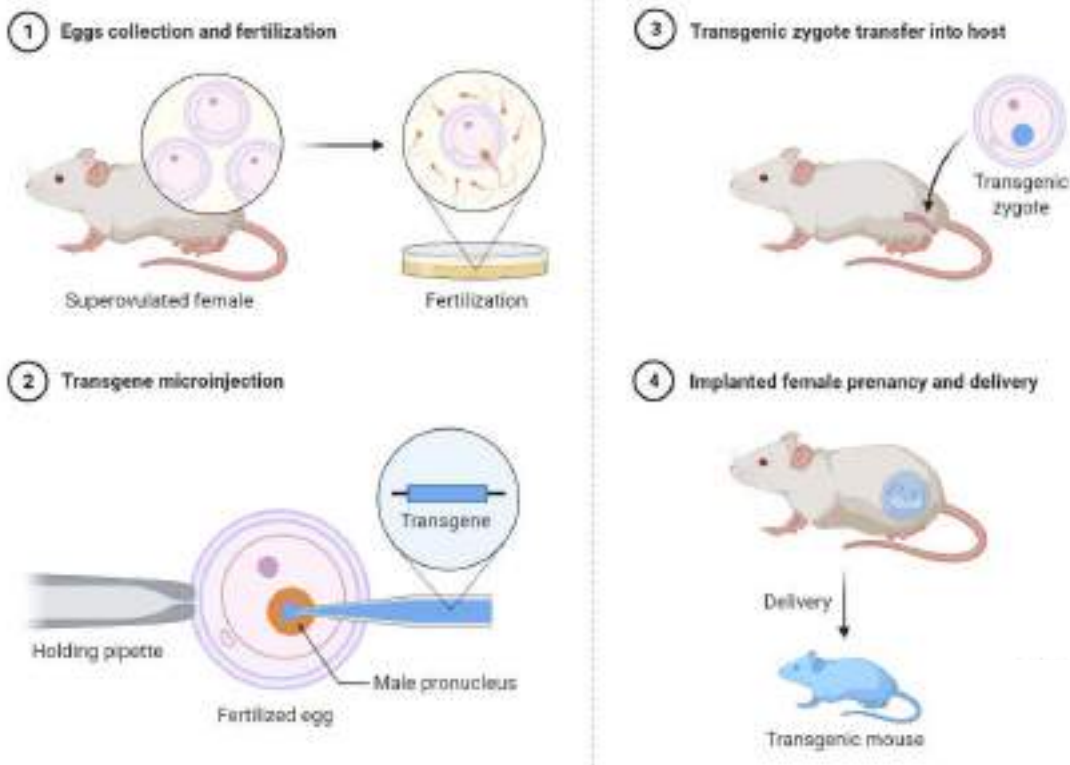 1 Eggs collection and fertilization
Superovulated female
Fertilization
2 Transgene microinjection
Transgene
Holding pipette
Male pronucleus
Fertilized egg
3 Transgenic zygote transfer into host
Transgenic
zygote
4 Implanted female prenancy and delivery
Delivery
Transgenic mouse